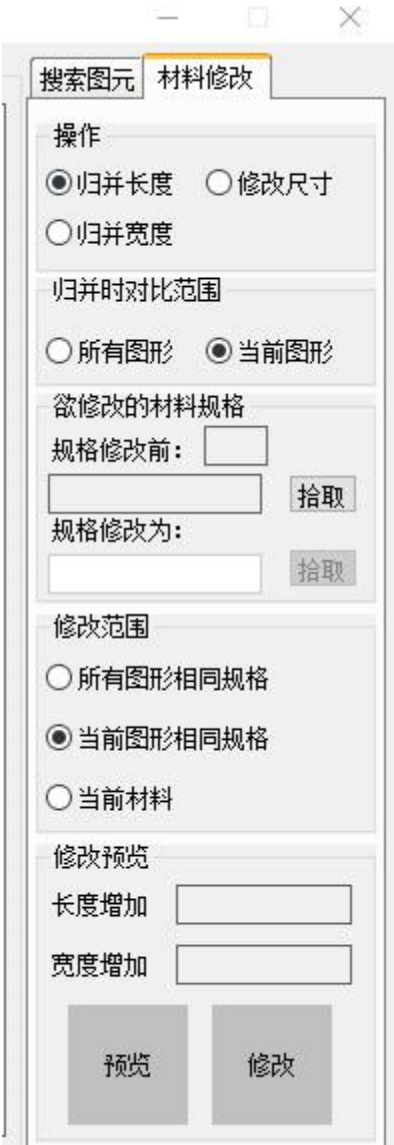 搜索图元 材料修改
操作
归并长度 修改尺寸
归并宽度
归并时对比范围
所有图形 当前图形
欲修改的材料规格
规格修改前:
拾取
规格修改为:
拾取
修改范围
所有图形相同规格
当前图形相同规格
当前材料
修改预览
长度增加
宽度增加
预览 修改